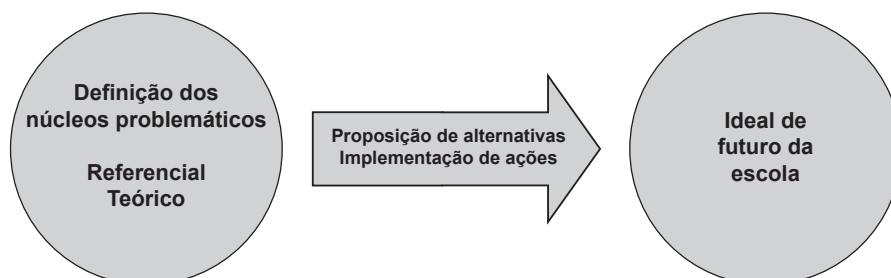 Definição dos
núcleos problemáticos
Referencial
Teórico
Proposição de alternativas
Implementação de ações
Ideal de
futuro da
escola